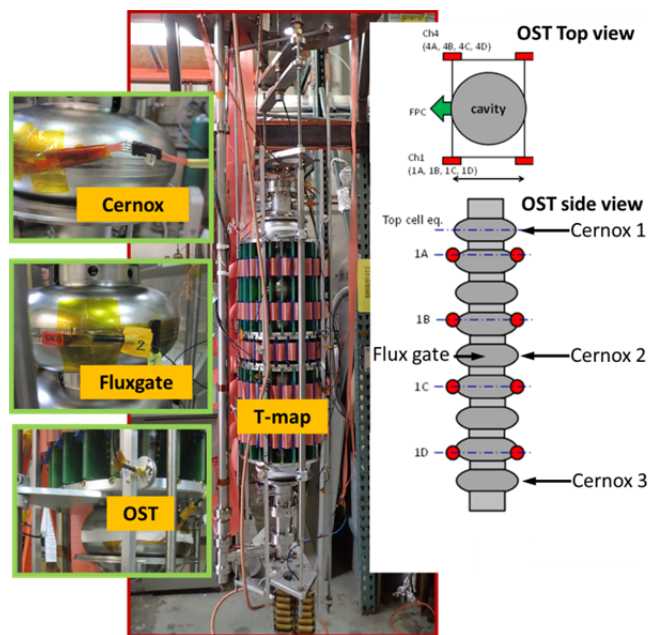 Cernox
Fluxgate
2
OST
T-map
OST Top view
Ch4
(4A, 4B, 4C, 4D)
FPC
cavity
Ch1
(1A, 1B, 1C, 1D)
OST side view
Top cell eq.
Cernox 1
1A
1B
Flux gate
Cernox 2
1C
1D
Cernox 3